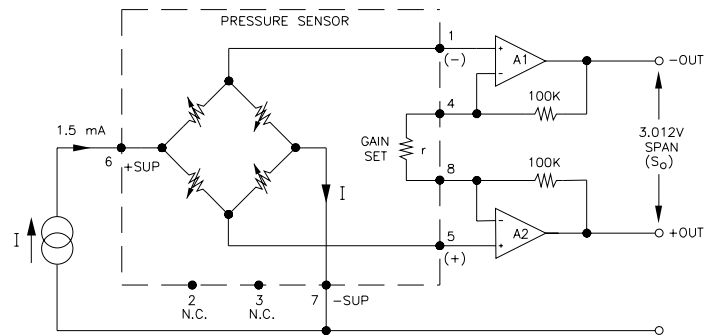 PRESSURE SENSOR
1
(-)
+
-
A1
-OUT
100K
4
1.5 mA
6
+SUP
GAIN
SET
r
3.012V
SPAN
(So)
8
100K
I
I
-
+
A2
+OUT
5
(+)
2
N.C.
3
N.C.
7
-SUP